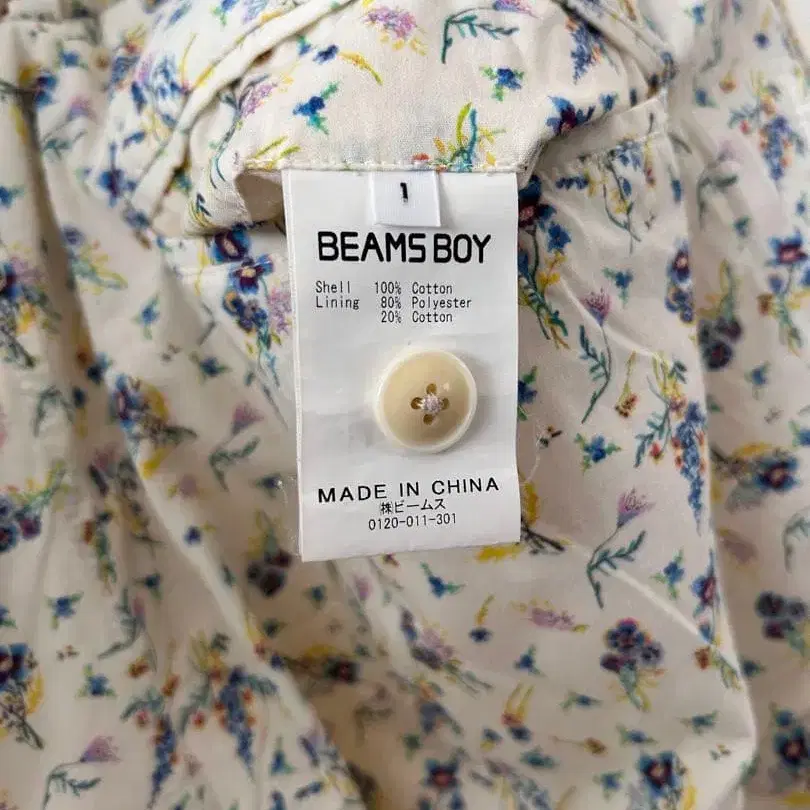 1
BEAMS BOY
Shell 100% Cotton
Lining 80% Polyester
20% Cotton
MADE IN CHINA
㈱ビームス
0120-011-301